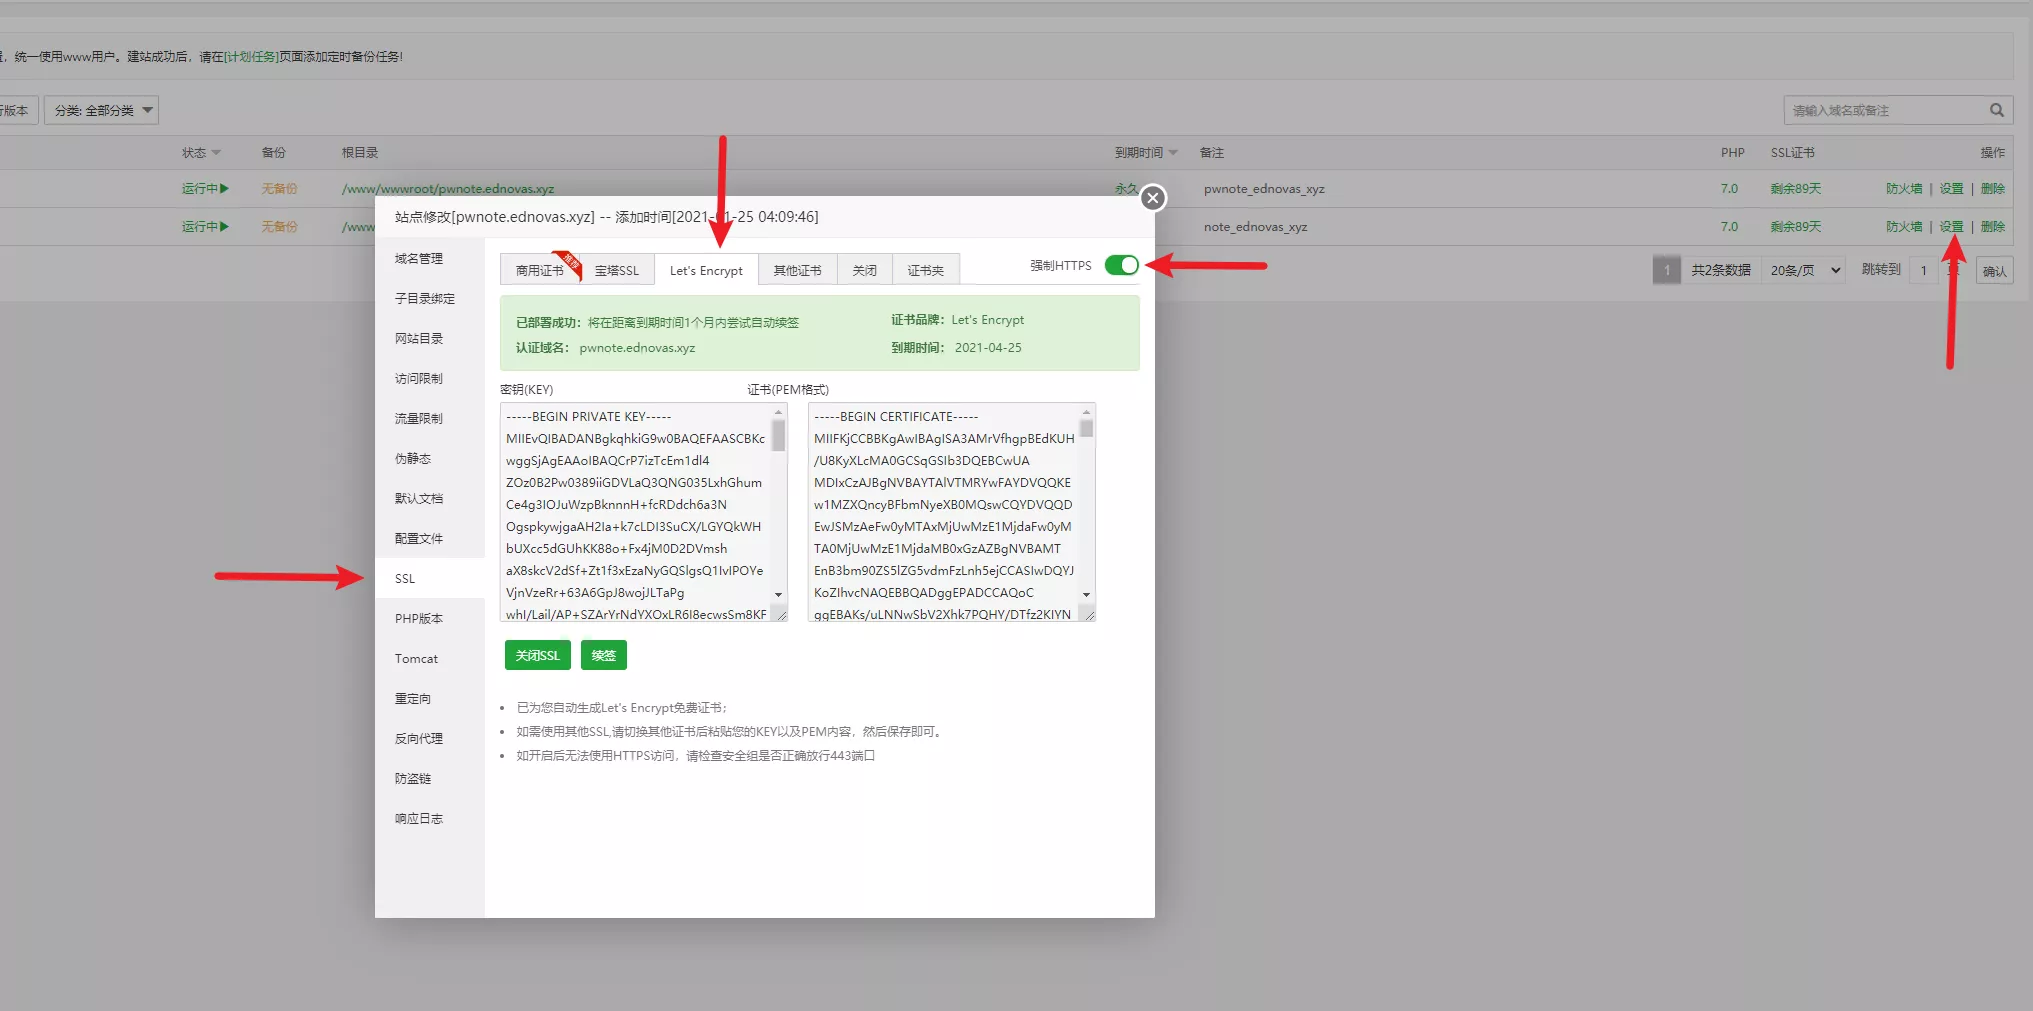 ，统一使用www用户。建站成功后，请在[计划任务]页面添加定时备份任务!
版本 分类: 全部分类 请输入域名或备注
状态 备份 根目录 到期时间 备注 PHP SSL证书 操作
运行中 无备份 /www/wwwroot/pwnote.ednovas.xyz 永久 pwnote_ednovas_xyz 7.0 剩余89天 防火墙 | 设置 | 删除
运行中 无备份 /www note_ednovas_xyz 7.0 剩余89天 防火墙 | 设置 | 删除
1 共2条数据 20条/页 跳转到 1 页 确认
站点修改[pwnote.ednovas.xyz] -- 添加时间[2021-01-25 04:09:46]
域名管理
子目录绑定
网站目录
访问限制
流量限制
伪静态
默认文档
配置文件
SSL
PHP版本
Tomcat
重定向
反向代理
防盗链
响应日志
商用证书 推荐 宝塔SSL Let's Encrypt 其他证书 关闭 证书夹 强制HTTPS
已部署成功：将在距离到期时间1个月内尝试自动续签 证书品牌：Let's Encrypt
认证域名： pwnote.ednovas.xyz 到期时间： 2021-04-25
密钥(KEY) 证书(PEM格式)
-----BEGIN PRIVATE KEY-----
MIIEvQIBADANBgkqhkiG9w0BAQEFAASCBKc
wggSjAgEAAoIBAQCrP7izTcEm1dl4
ZOz0B2Pw0389iiGDVLaQ3QNG035LxhGhum
Ce4g3IOJuWzpBknnnH+fcRDdch6a3N
OgspkywjgaAH2Ia+k7cLDI3SuCX/LGYQkWH
bUXcc5dGUhKK88o+Fx4jM0D2DVmsh
aX8skcV2dSf+Zt1f3xEzaNyGQSlgsQ1IvIPOYe
VjnVzeRr+63A6GpJ8wojJLTaPg
whI/Lail/AP+SZArYrNdYXOxLR6I8ecwsSm8KF
-----BEGIN CERTIFICATE-----
MIIFKjCCBBKgAwIBAgISA3AMrVfhgpBEdKUH
/U8KyXLcMA0GCSqGSIb3DQEBCwUA
MDIxCzAJBgNVBAYTAlVTMRYwFAYDVQQKE
w1MZXQncyBFbmNyeXB0MQswCQYDVQQD
EwJSMzAeFw0yMTAxMjUwMzE1MjdaFw0yM
TA0MjUwMzE1MjdaMB0xGzAZBgNVBAMT
EnB3bm90ZS5lZG5vdmFzLnh5ejCCASIwDQYJ
KoZIhvcNAQEBBQADggEPADCCAQoC
ggEBAKs/uLNNwSbV2Xhk7PQHY/DTfz2KIYN
关闭SSL 续签
已为您自动生成Let's Encrypt免费证书；
如需使用其他SSL,请切换其他证书后粘贴您的KEY以及PEM内容，然后保存即可。
如开启后无法使用HTTPS访问，请检查安全组是否正确放行443端口